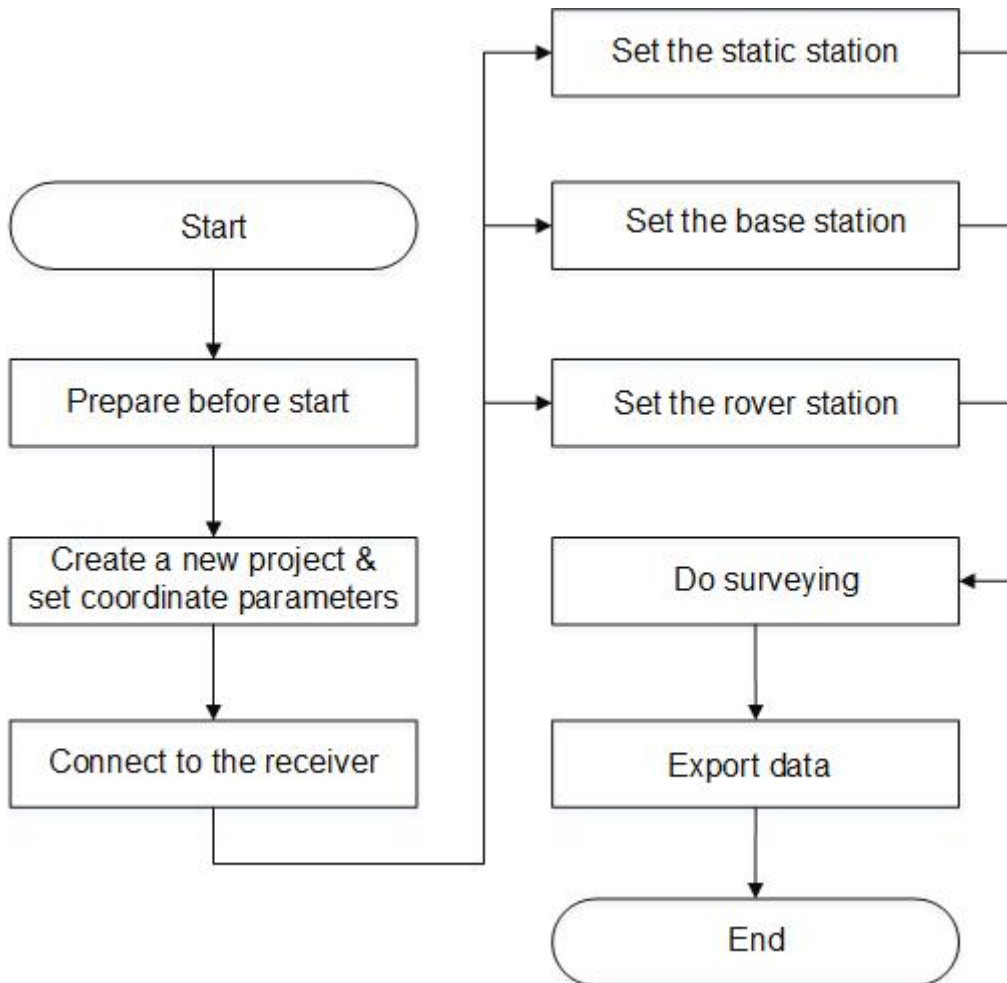 Start
Prepare before start
Create a new project &
set coordinate parameters
Connect to the receiver
Set the static station
Set the base station
Set the rover station
Do surveying
Export data
End